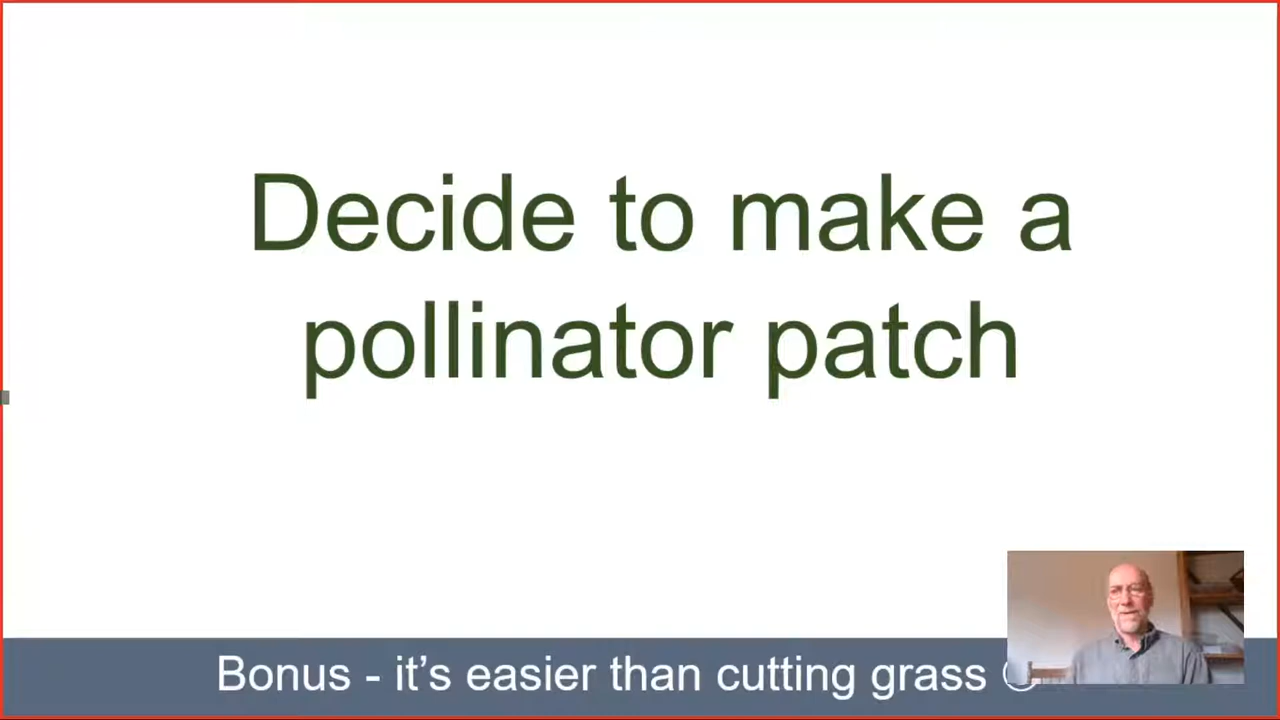 Decide to make a
pollinator patch
Bonus - it’s easier than cutting grass